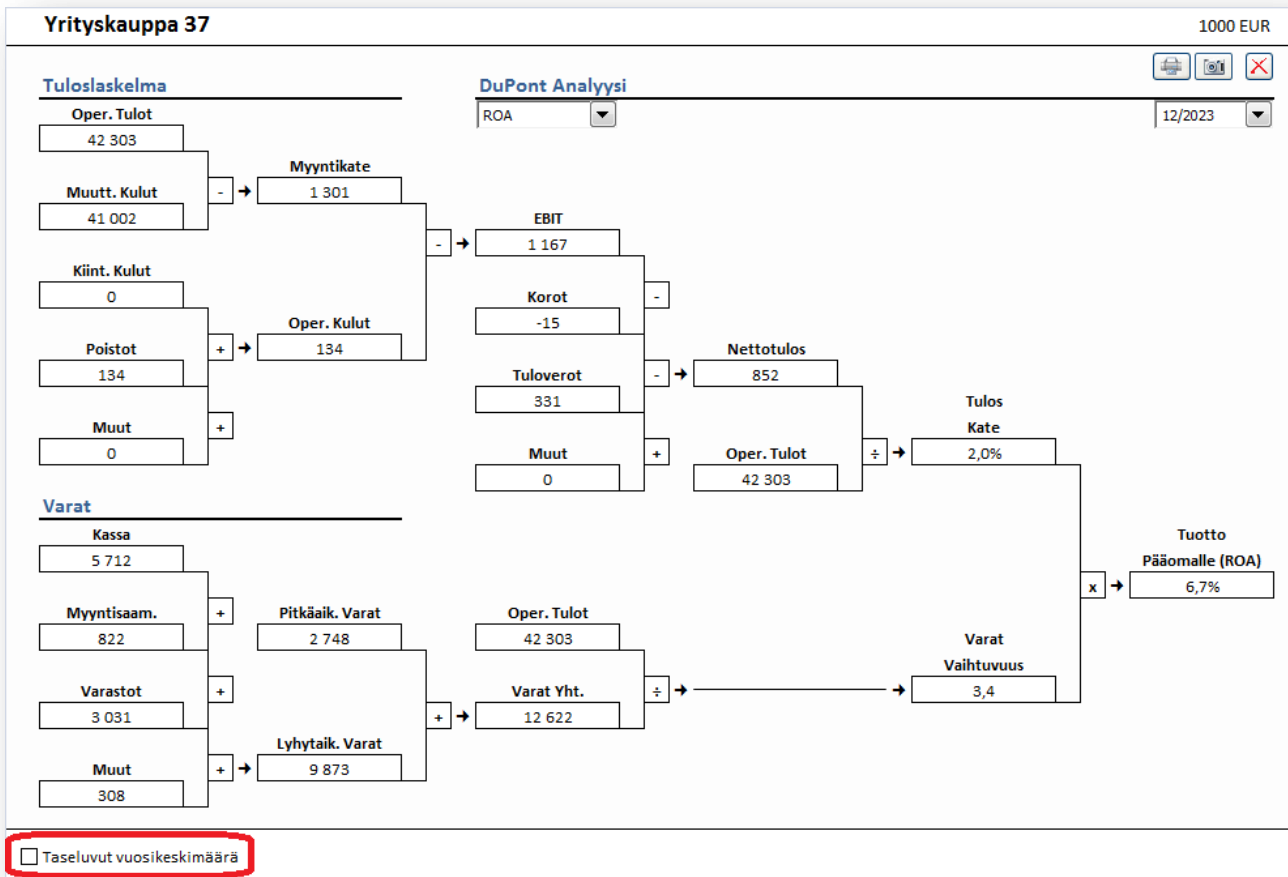 Yrityskauppa 37
1000 EUR
Tuloslaskelma
DuPont Analyysi
ROA
12/2023
Oper. Tulot
42 303
Muutt. Kulut
41 002
-
Myyntikate
1 301
Kiint. Kulut
0
Poistot
134
+
Muut
0
+
Oper. Kulut
134
-
EBIT
1 167
-
Korot
-15
Tuloverot
331
-
Muut
0
+
Nettotulos
852
Oper. Tulot
42 303
÷
Tulos
Kate
2,0%
Varat
Kassa
5 712
+
Myyntisaam.
822
Varastot
3 031
+
Muut
308
+
Pitkäaik. Varat
2 748
Lyhytaik. Varat
9 873
+
Oper. Tulot
42 303
Varat Yht.
12 622
÷
Varat
Vaihtuvuus
3,4
x
Tuotto
Pääomalle (ROA)
6,7%
Taseluvut vuosikeskimäärä